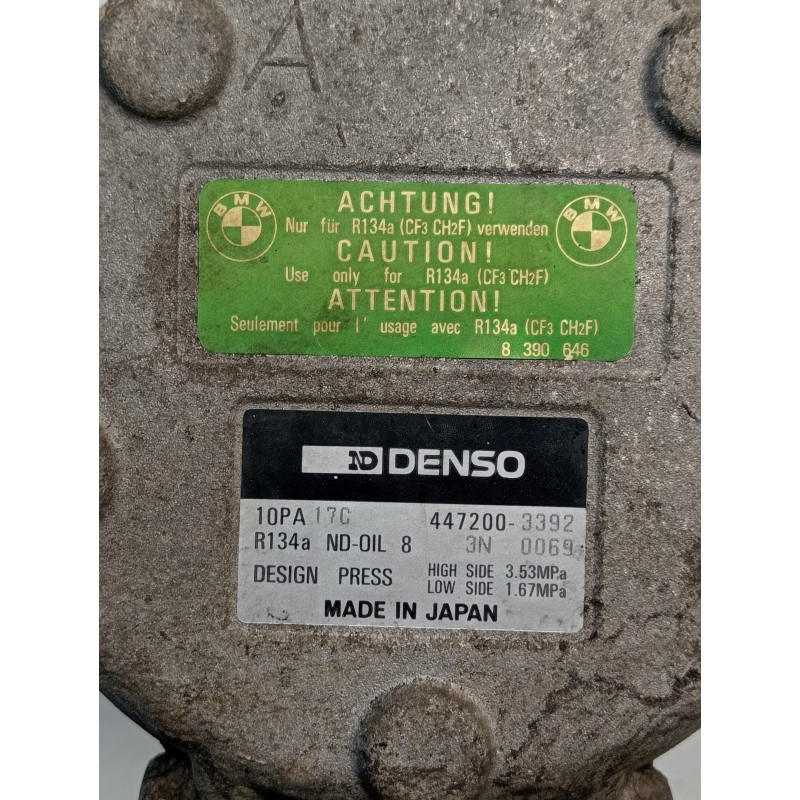 A
BMW
BMW
ACHTUNG!
Nur für R134a (CF3 CH2F) verwenden
CAUTION!
Use only for R134a (CF3 CH2F)
ATTENTION!
Seulement pour l' usage avec R134a (CF3 CH2F)
8 390 646
ND DENSO
10PA 17C 447200-3392
R134a ND-OIL 8 3N 0069
DESIGN PRESS HIGH SIDE 3.53MPa
LOW SIDE 1.67MPa
MADE IN JAPAN